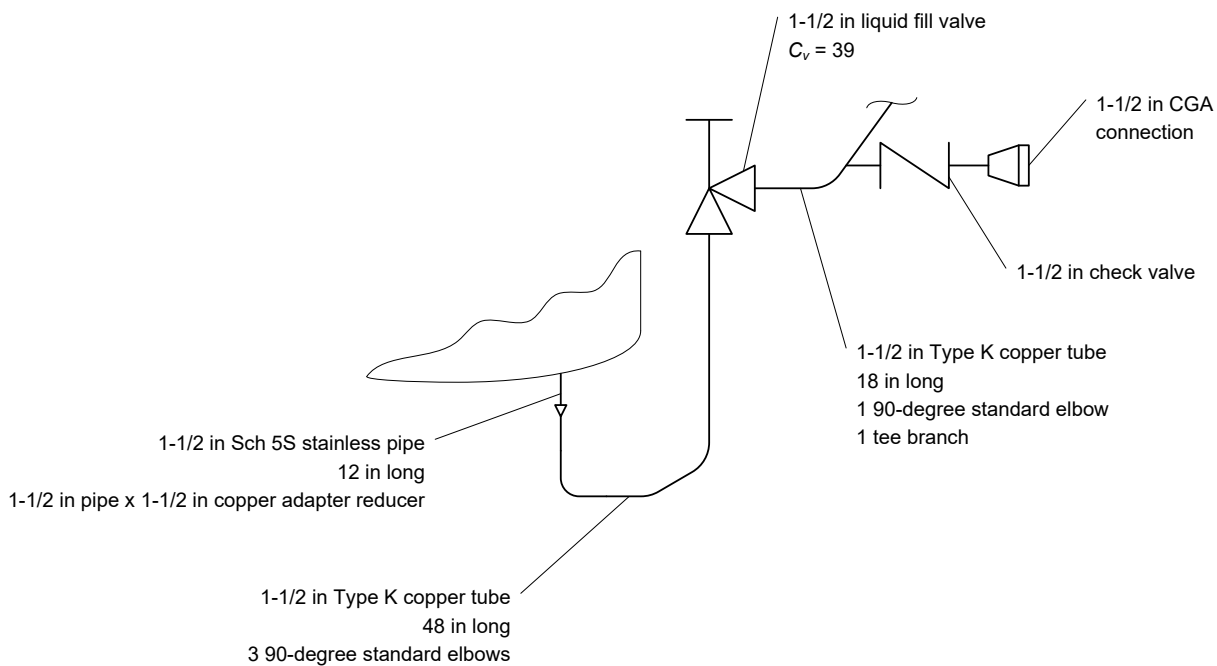 1-1/2 in liquid fill valve
Cv = 39
1-1/2 in CGA
connection
1-1/2 in check valve
1-1/2 in Type K copper tube
18 in long
1 90-degree standard elbow
1 tee branch
1-1/2 in Sch 5S stainless pipe
12 in long
1-1/2 in pipe x 1-1/2 in copper adapter reducer
1-1/2 in Type K copper tube
48 in long
3 90-degree standard elbows